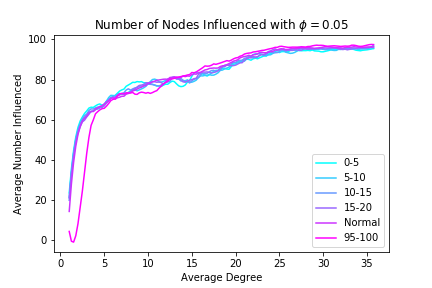 Number of Nodes Influenced with ϕ = 0.05
Average Number Influenced
100
80
60
40
20
0
0-5
5-10
10-15
15-20
Normal
95-100
0 5 10 15 20 25 30 35
Average Degree